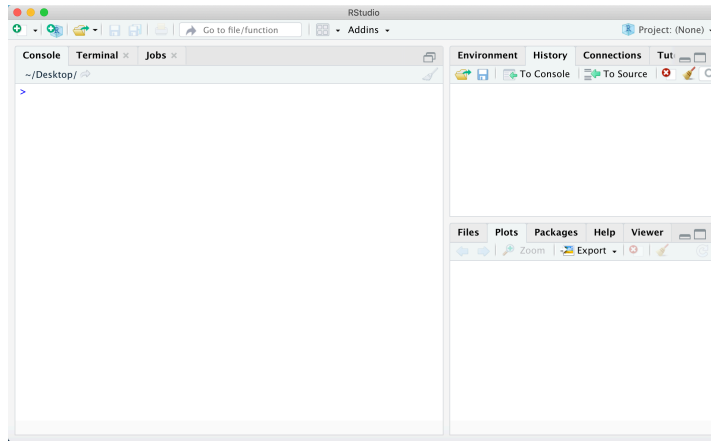 RStudio
Go to file/function Addins Project: (None)
Console Terminal Jobs
~/Desktop/
>
Environment History Connections Tut
To Console To Source
Files Plots Packages Help Viewer
Zoom Export